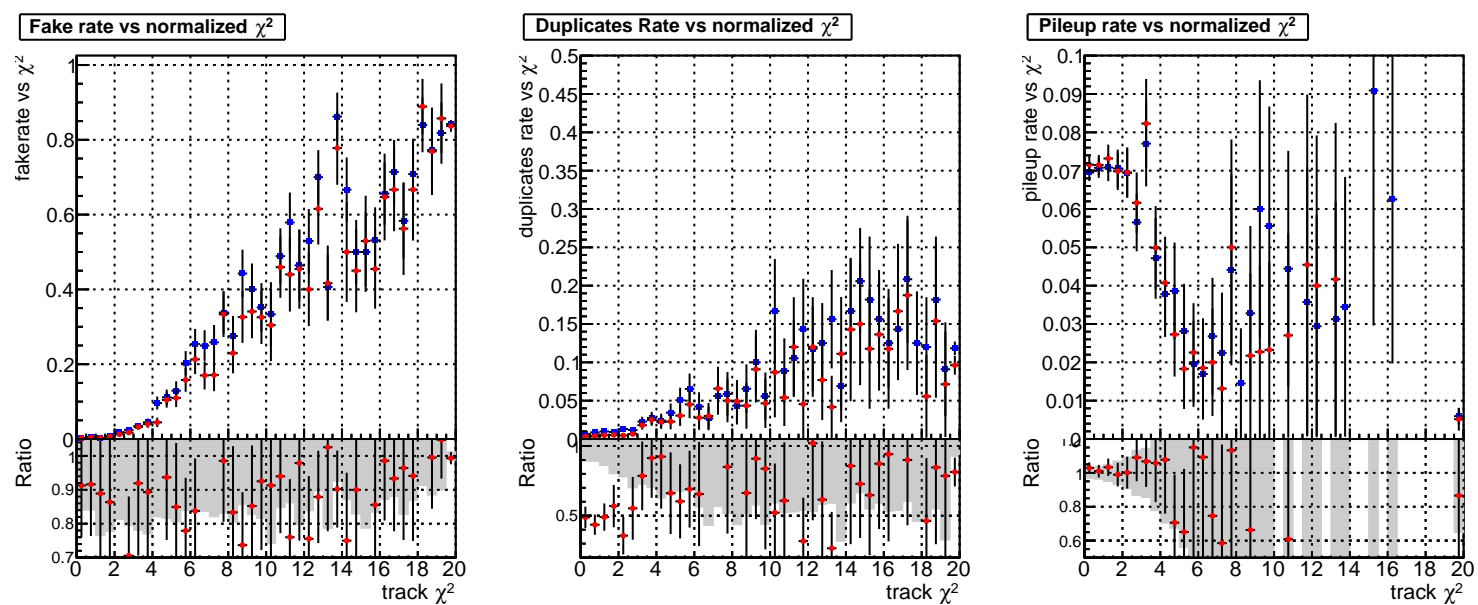 Fake rate vs normalized χ²
fakerate vs χ²
1
0.8
0.6
0.4
0.2
0
Ratio
1
0.9
0.8
0.7
0 2 4 6 8 10 12 14 16 18 20
track χ²
Duplicates Rate vs normalized χ²
duplicates rate vs χ²
0.5
0.45
0.4
0.35
0.3
0.25
0.2
0.15
0.1
0.05
0
Ratio
0.5
0 2 4 6 8 10 12 14 16 18 20
track χ²
Pileup rate vs normalized χ²
pileup rate vs χ²
0.1
0.09
0.08
0.07
0.06
0.05
0.04
0.03
0.02
0.01
0
Ratio
1
0.8
0.6
0 2 4 6 8 10 12 14 16 18 20
track χ²